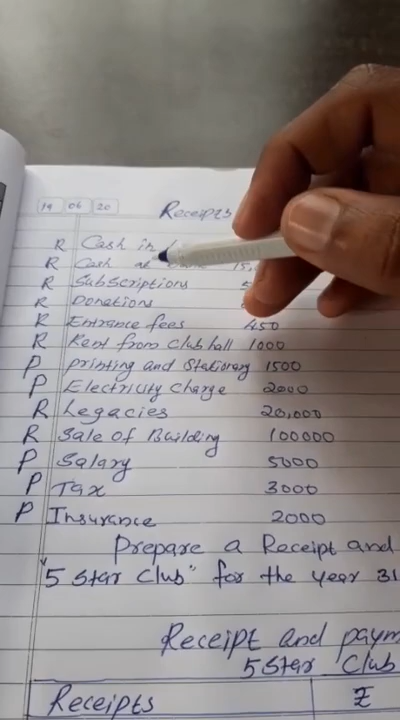 19 06 20
Receipts
R Cash in
R Cash at
R Subscriptions
R Donations
R Entrance fees 450
R Rent from Club hall 1000
P printing and Stationary 1500
P Electricity Charge 2000
R Legacies 20,000
R Sale of Building 100000
P Salary 5000
P Tax 3000
P Insurance 2000
Prepare a Receipt and
"5 Star Club" for the year 31
Receipt and paym
5 Star Club
Receipts ₹